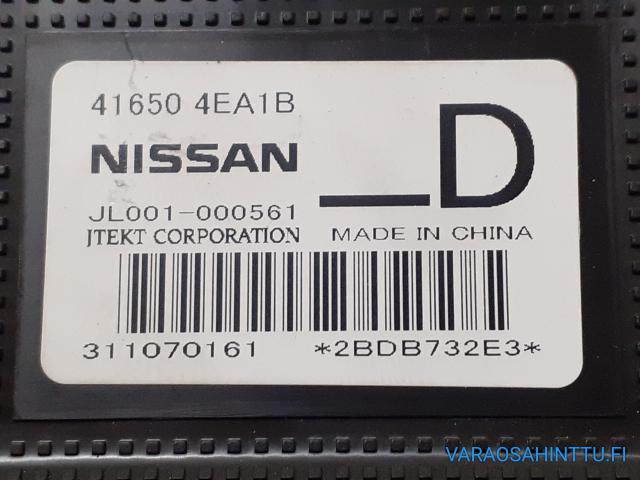 41650 4EA1B
NISSAN
_D
JL001-000561
JTEKT CORPORATION MADE IN CHINA
311070161 *2BDB732E3*
VARAOSAHINTTU.FI